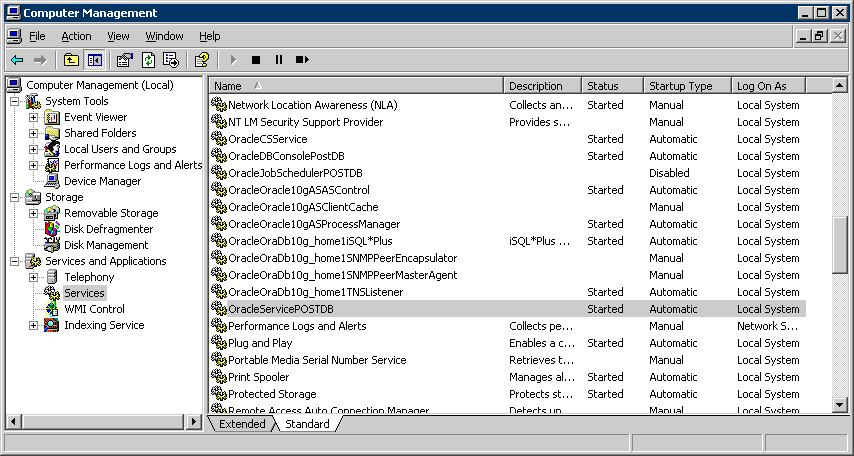 Computer Management
File Action View Window Help
Computer Management (Local)
System Tools
Event Viewer
Shared Folders
Local Users and Groups
Performance Logs and Alerts
Device Manager
Storage
Removable Storage
Disk Defragmenter
Disk Management
Services and Applications
Telephony
Services
WMI Control
Indexing Service
Name Description Status Startup Type Log On As
Network Location Awareness (NLA) Collects an... Started Manual Local System
NT LM Security Support Provider Provides s... Manual Local System
OracleCSService Started Automatic Local System
OracleDBConsolePostDB Started Automatic Local System
OracleJobSchedulerPOSTDB Disabled Local System
OracleOracle10gASASControl Started Automatic Local System
OracleOracle10gASClientCache Manual Local System
OracleOracle10gASProcessManager Started Automatic Local System
OracleOraDb10g_home1iSQL*Plus iSQL*Plus ... Started Automatic Local System
OracleOraDb10g_home1SNMPPeerEncapsulator Manual Local System
OracleOraDb10g_home1SNMPPeerMasterAgent Manual Local System
OracleOraDb10g_home1TNSListener Started Automatic Local System
OracleServicePOSTDB Started Automatic Local System
Performance Logs and Alerts Collects pe... Manual Network S...
Plug and Play Enables a c... Started Automatic Local System
Portable Media Serial Number Service Retrieves t... Manual Local System
Print Spooler Manages al... Started Automatic Local System
Protected Storage Protects st... Started Automatic Local System
Remote Access Auto Connection Manager Detects un... Manual Local System
Extended Standard